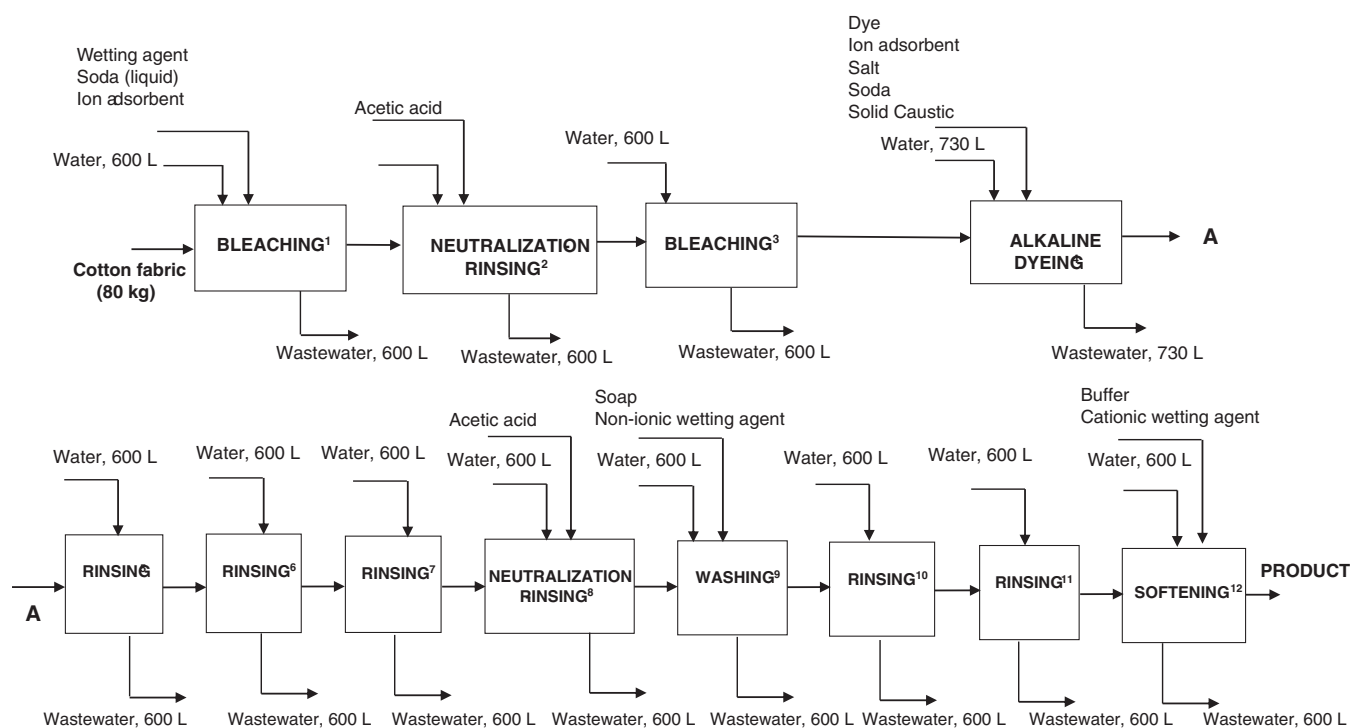 Wetting agent
Soda (liquid)
Ion adsorbent
Water, 600 L
Cotton fabric
(80 kg)
BLEACHING1
Wastewater, 600 L
Acetic acid
NEUTRALIZATION
RINSING2
Wastewater, 600 L
Water, 600 L
BLEACHING3
Wastewater, 600 L
Dye
Ion adsorbent
Salt
Soda
Solid Caustic
Water, 730 L
ALKALINE
DYEING
A
Wastewater, 730 L
A
Water, 600 L
RINSING
Wastewater, 600 L
Water, 600 L
RINSING6
Wastewater, 600 L
Water, 600 L
RINSING7
Wastewater, 600 L
Acetic acid
Water, 600 L
NEUTRALIZATION
RINSING8
Wastewater, 600 L
Soap
Non-ionic wetting agent
Water, 600 L
WASHING9
Wastewater, 600 L
Water, 600 L
RINSING10
Wastewater, 600 L
Water, 600 L
RINSING11
Wastewater, 600 L
Buffer
Cationic wetting agent
Water, 600 L
SOFTENING12
PRODUCT
Wastewater, 600 L